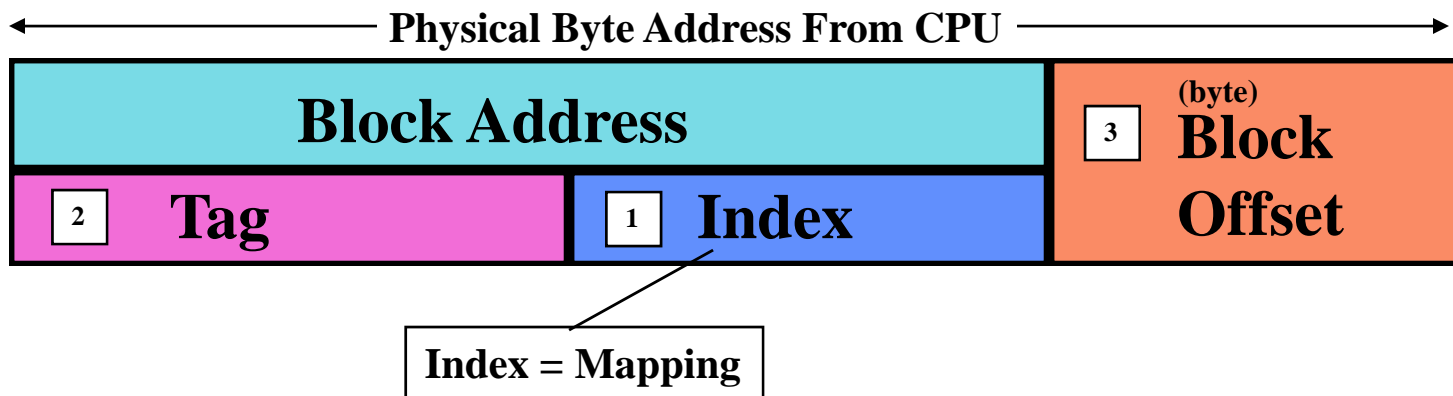 Physical Byte Address From CPU
Block Address
(byte)
3 Block
Offset
2 Tag
1 Index
Index = Mapping